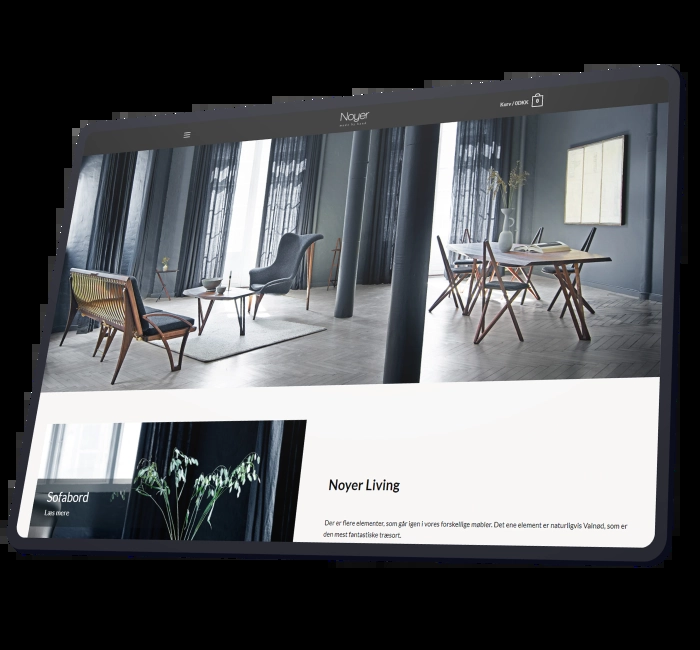 Noyer
Kurv / 0DKK
0
Noyer Living
Sofabord
Læs mere
Der er flere elementer, som går igen i vores forskellige møbler. Det ene element er naturligvis Valnød, som er
den mest fantastiske træsort.